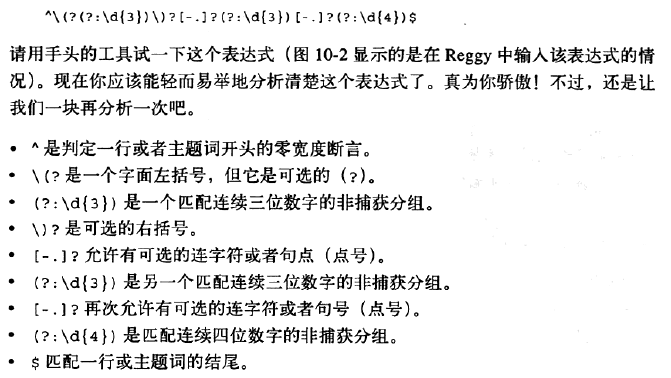 ^\(?(?:\d{3})\)?[-.]?(?:\d{3})[-.]?(?:\d{4})$
请用手头的工具试一下这个表达式（图 10-2 显示的是在 Reggy 中输入该表达式的情
况）。现在你应该能轻而易举地分析清楚这个表达式了。真为你骄傲！不过，还是让
我们一块再分析一次吧。
• ^ 是判定一行或者主题词开头的零宽度断言。
• \(? 是一个字面左括号，但它是可选的（?）。
• (?:\d{3}) 是一个匹配连续三位数字的非捕获分组。
• \)? 是可选的右括号。
• [-.]? 允许有可选的连字符或者句点（点号）。
• (?:\d{3}) 是另一个匹配连续三位数字的非捕获分组。
• [-.]? 再次允许有可选的连字符或者句号（点号）。
• (?:\d{4}) 是匹配连续四位数字的非捕获分组。
• $ 匹配一行或主题词的结尾。